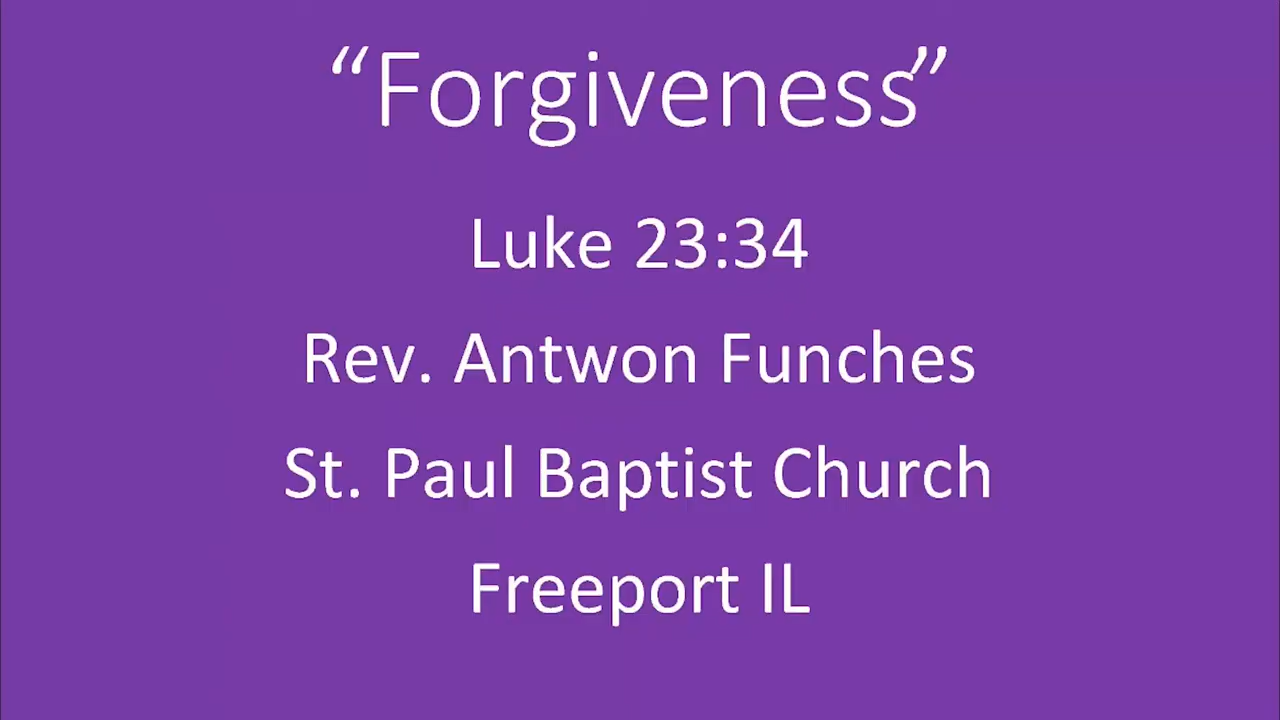 “Forgiveness”
Luke 23:34
Rev. Antwon Funches
St. Paul Baptist Church
Freeport IL